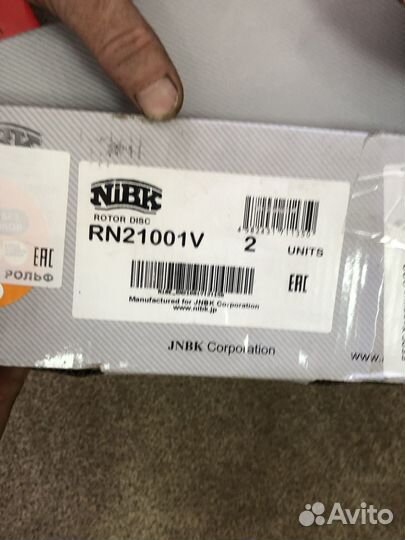 NiBK
ROTOR DISC
RN21001V 2 UNITS
Manufactured for JNBK Corporation
www.nibk.jp
EAC
EAC
РОЛЬФ
JNBK Corporation
www.
Avito